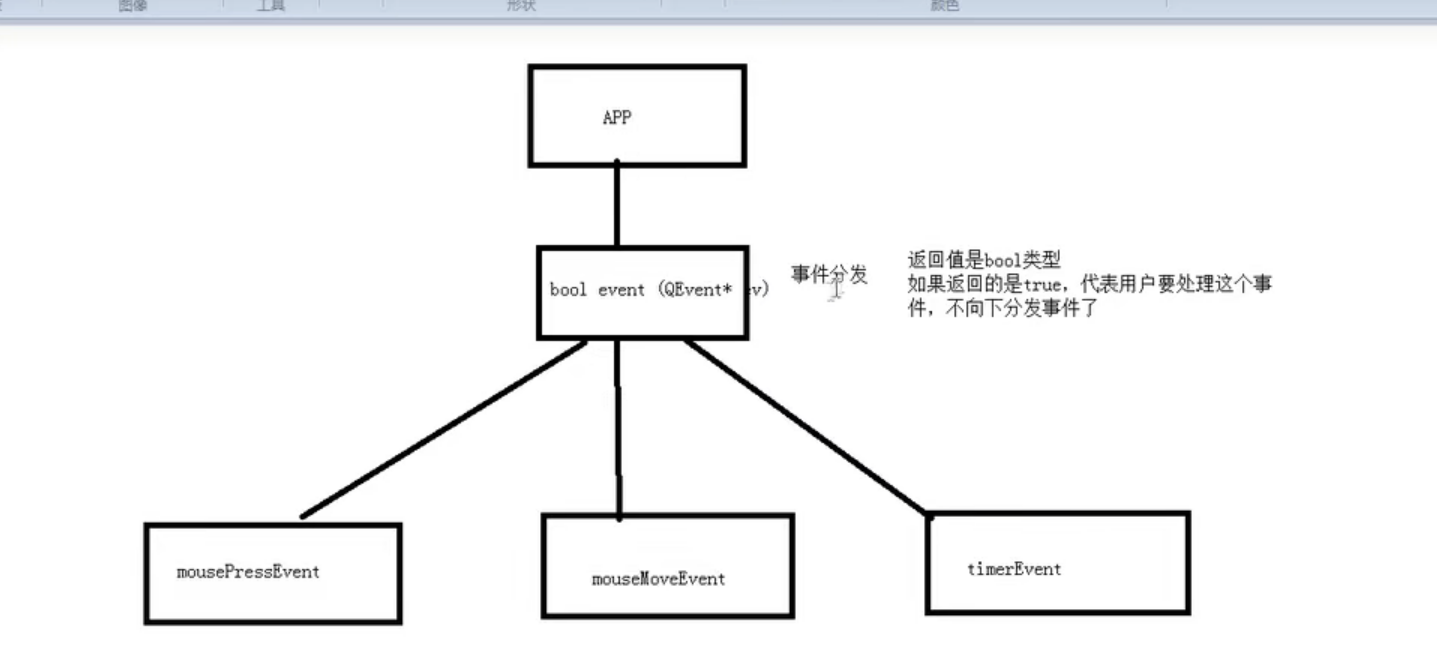 图像
工具
形状
颜色
APP
事件分发
返回值是bool类型
如果返回的是true，代表用户要处理这个事
件，不向下分发事件了
bool event (QEvent* ev)
mousePressEvent
mouseMoveEvent
timerEvent